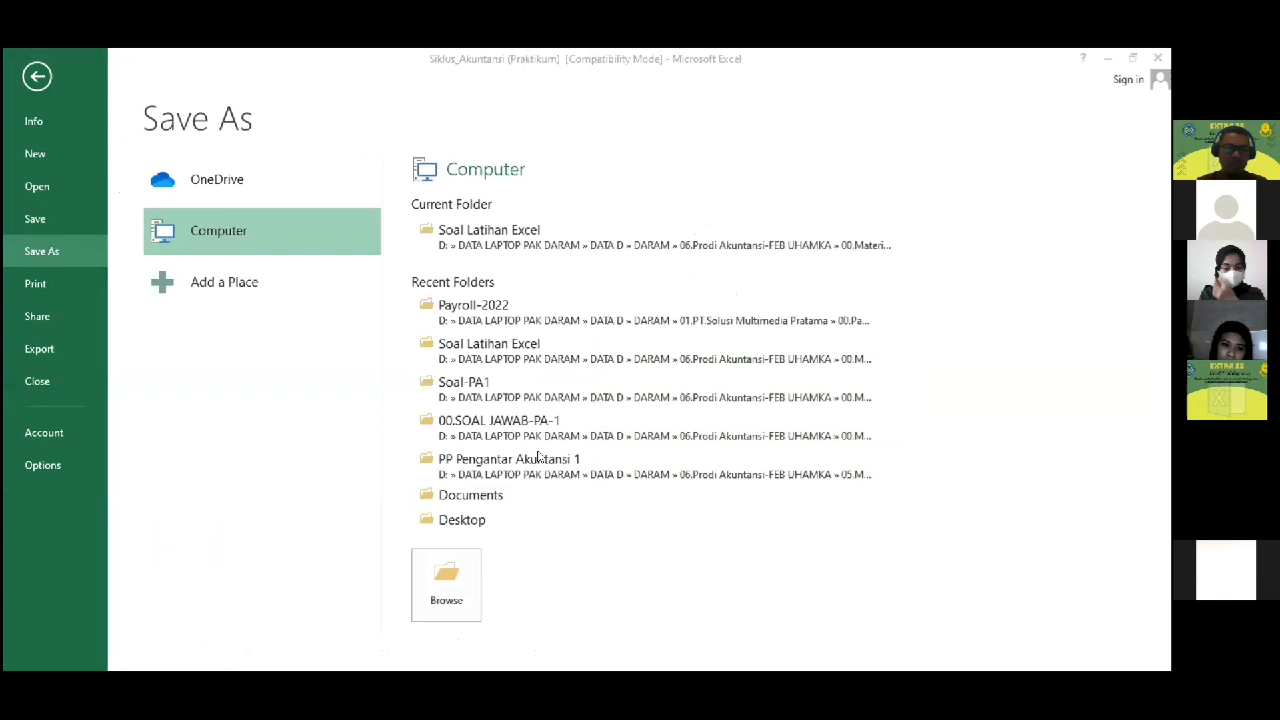 Siklus_Akuntansi (Praktikum) [Compatibility Mode] - Microsoft Excel
?
Sign in
Info
New
Open
Save
Save As
Print
Share
Export
Close
Account
Options
Save As
OneDrive
Computer
Add a Place
Computer
Current Folder
Soal Latihan Excel
D: » DATA LAPTOP PAK DARAM » DATA D » DARAM » 06.Prodi Akuntansi-FEB UHAMKA » 00.Materi...
Recent Folders
Payroll-2022
D: » DATA LAPTOP PAK DARAM » DATA D » DARAM » 01.PT.Solusi Multimedia Pratama » 00.Pa...
Soal Latihan Excel
D: » DATA LAPTOP PAK DARAM » DATA D » DARAM » 06.Prodi Akuntansi-FEB UHAMKA » 00.M...
Soal-PA1
D: » DATA LAPTOP PAK DARAM » DATA D » DARAM » 06.Prodi Akuntansi-FEB UHAMKA » 00.M...
00.SOAL JAWAB-PA-1
D: » DATA LAPTOP PAK DARAM » DATA D » DARAM » 06.Prodi Akuntansi-FEB UHAMKA » 00.M...
PP Pengantar Akuntansi 1
D: » DATA LAPTOP PAK DARAM » DATA D » DARAM » 06.Prodi Akuntansi-FEB UHAMKA » 05.M...
Documents
Desktop
Browse